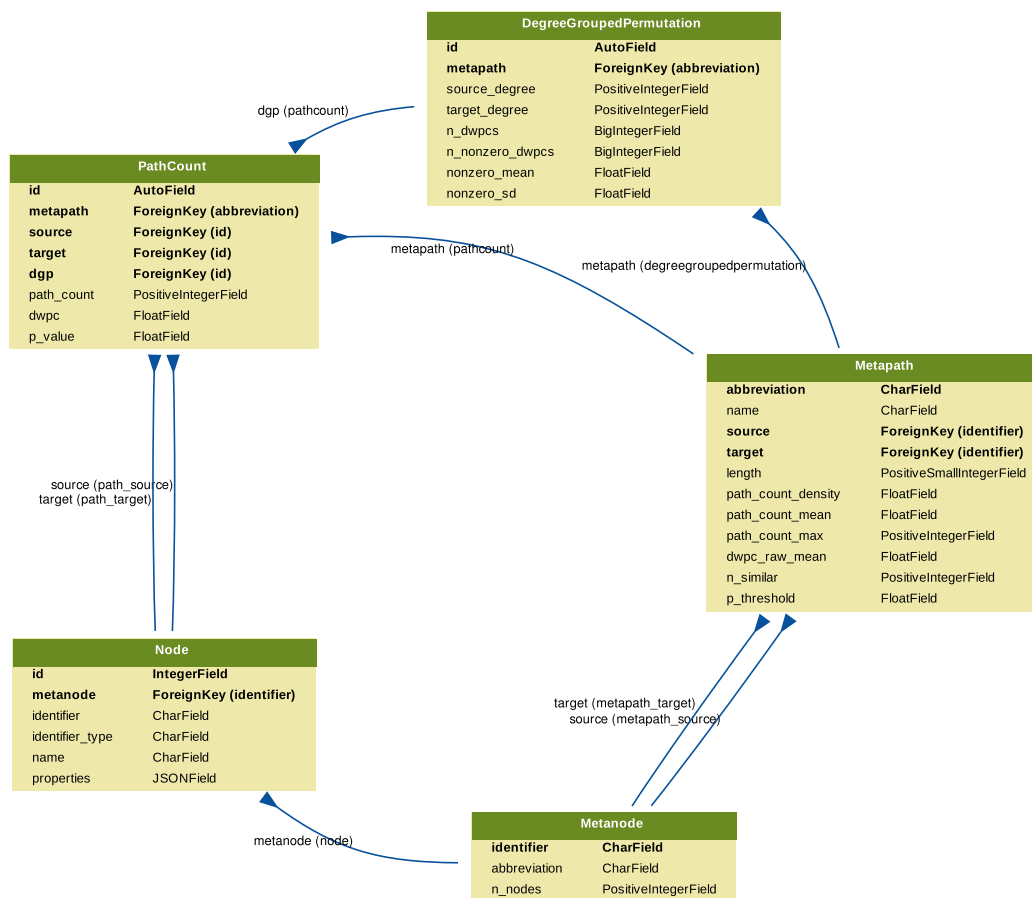 DegreeGroupedPermutation
id AutoField
metapath ForeignKey (abbreviation)
source_degree PositiveIntegerField
target_degree PositiveIntegerField
n_dwpcs BigIntegerField
n_nonzero_dwpcs BigIntegerField
nonzero_mean FloatField
nonzero_sd FloatField
dgp (pathcount)
PathCount
id AutoField
metapath ForeignKey (abbreviation)
source ForeignKey (id)
target ForeignKey (id)
dgp ForeignKey (id)
path_count PositiveIntegerField
dwpc FloatField
p_value FloatField
metapath (pathcount)
metapath (degreegroupedpermutation)
Metapath
abbreviation CharField
name CharField
source ForeignKey (identifier)
target ForeignKey (identifier)
length PositiveSmallIntegerField
path_count_density FloatField
path_count_mean FloatField
path_count_max PositiveIntegerField
dwpc_raw_mean FloatField
n_similar PositiveIntegerField
p_threshold FloatField
source (path_source)
target (path_target)
Node
id IntegerField
metanode ForeignKey (identifier)
identifier CharField
identifier_type CharField
name CharField
properties JSONField
target (metapath_target)
source (metapath_source)
metanode (node)
Metanode
identifier CharField
abbreviation CharField
n_nodes PositiveIntegerField